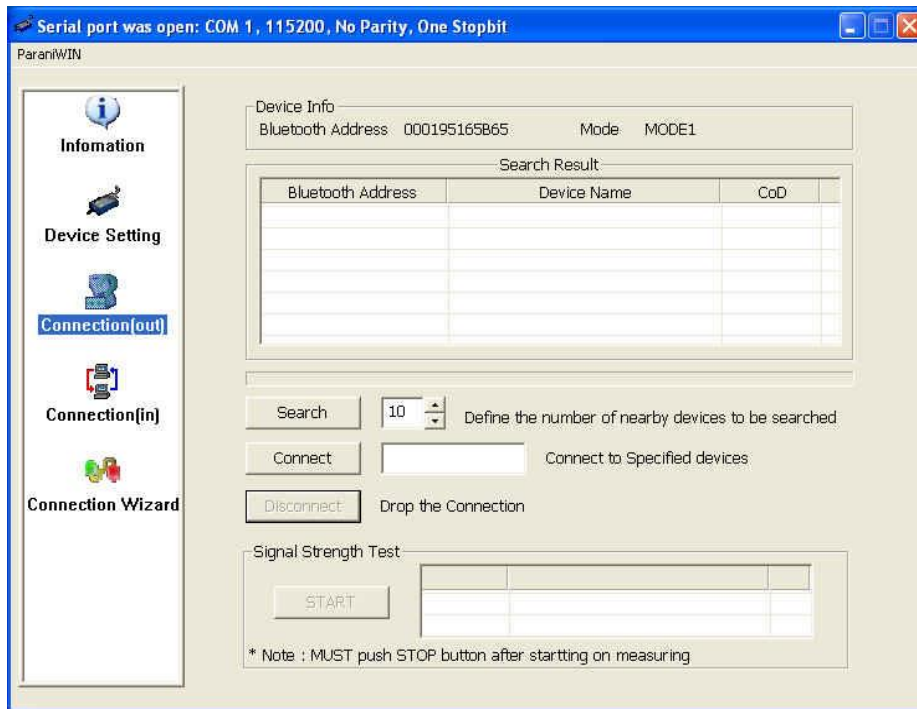 Serial port was open: COM 1, 115200, No Parity, One Stopbit
ParaniWIN
Infomation
Device Setting
Connection(out)
Connection(in)
Connection Wizard
Device Info
Bluetooth Address 000195165B65 Mode MODE1
Search Result
Bluetooth Address Device Name CoD
Search 10 Define the number of nearby devices to be searched
Connect Connect to Specified devices
Disconnect Drop the Connection
Signal Strength Test
START
* Note : MUST push STOP button after startting on measuring